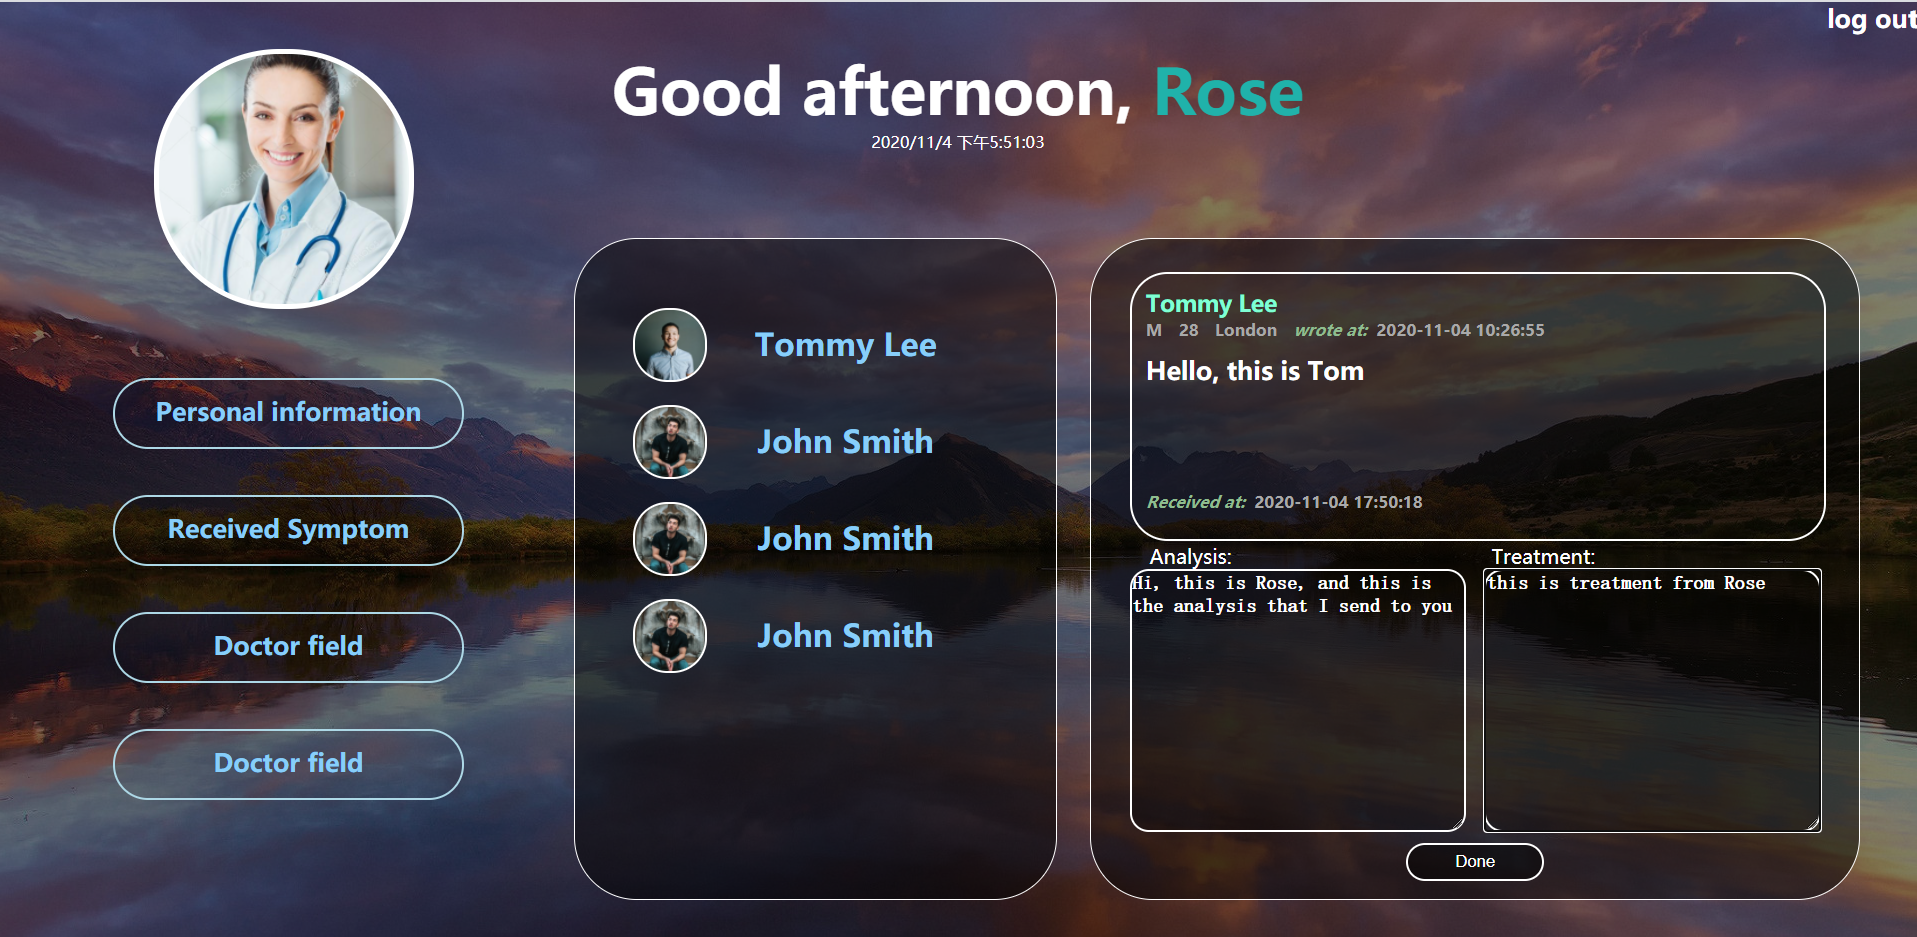 log out
Good afternoon, Rose
2020/11/4 下午5:51:03
Personal information
Received Symptom
Doctor field
Doctor field
Tommy Lee
John Smith
John Smith
John Smith
Tommy Lee
M 28 London wrote at: 2020-11-04 10:26:55
Hello, this is Tom
Received at: 2020-11-04 17:50:18
Analysis:
Hi, this is Rose, and this is
the analysis that I send to you
Treatment:
this is treatment from Rose
Done